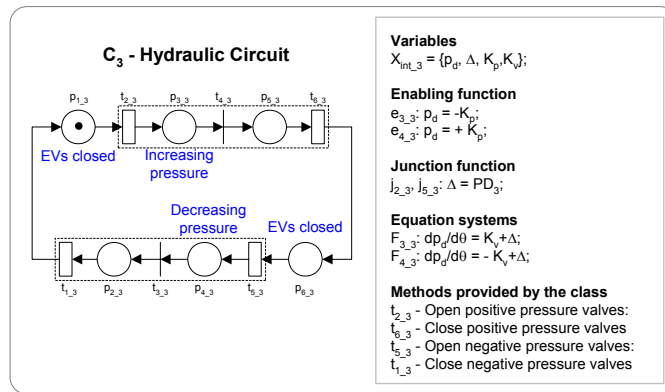 C3 - Hydraulic Circuit
p1_3
t2_3
p3_3
t4_3
p5_3
t6_3
EVs closed
Increasing
pressure
Decreasing
pressure
EVs closed
t1_3
p2_3
t3_3
p4_3
t5_3
p6_3
Variables
Xint_3 = {pd, Δ, Kp,Kv};
Enabling function
e3_3: pd = -Kp;
e4_3: pd = + Kp;
Junction function
j2_3, j5_3: Δ = PD3;
Equation systems
F3_3: dpd/dθ = Kv+Δ;
F4_3: dpd/dθ = - Kv+Δ;
Methods provided by the class
t2_3 - Open positive pressure valves:
t6_3 - Close positive pressure valves
t5_3 - Open negative pressure valves:
t1_3 - Close negative pressure valves